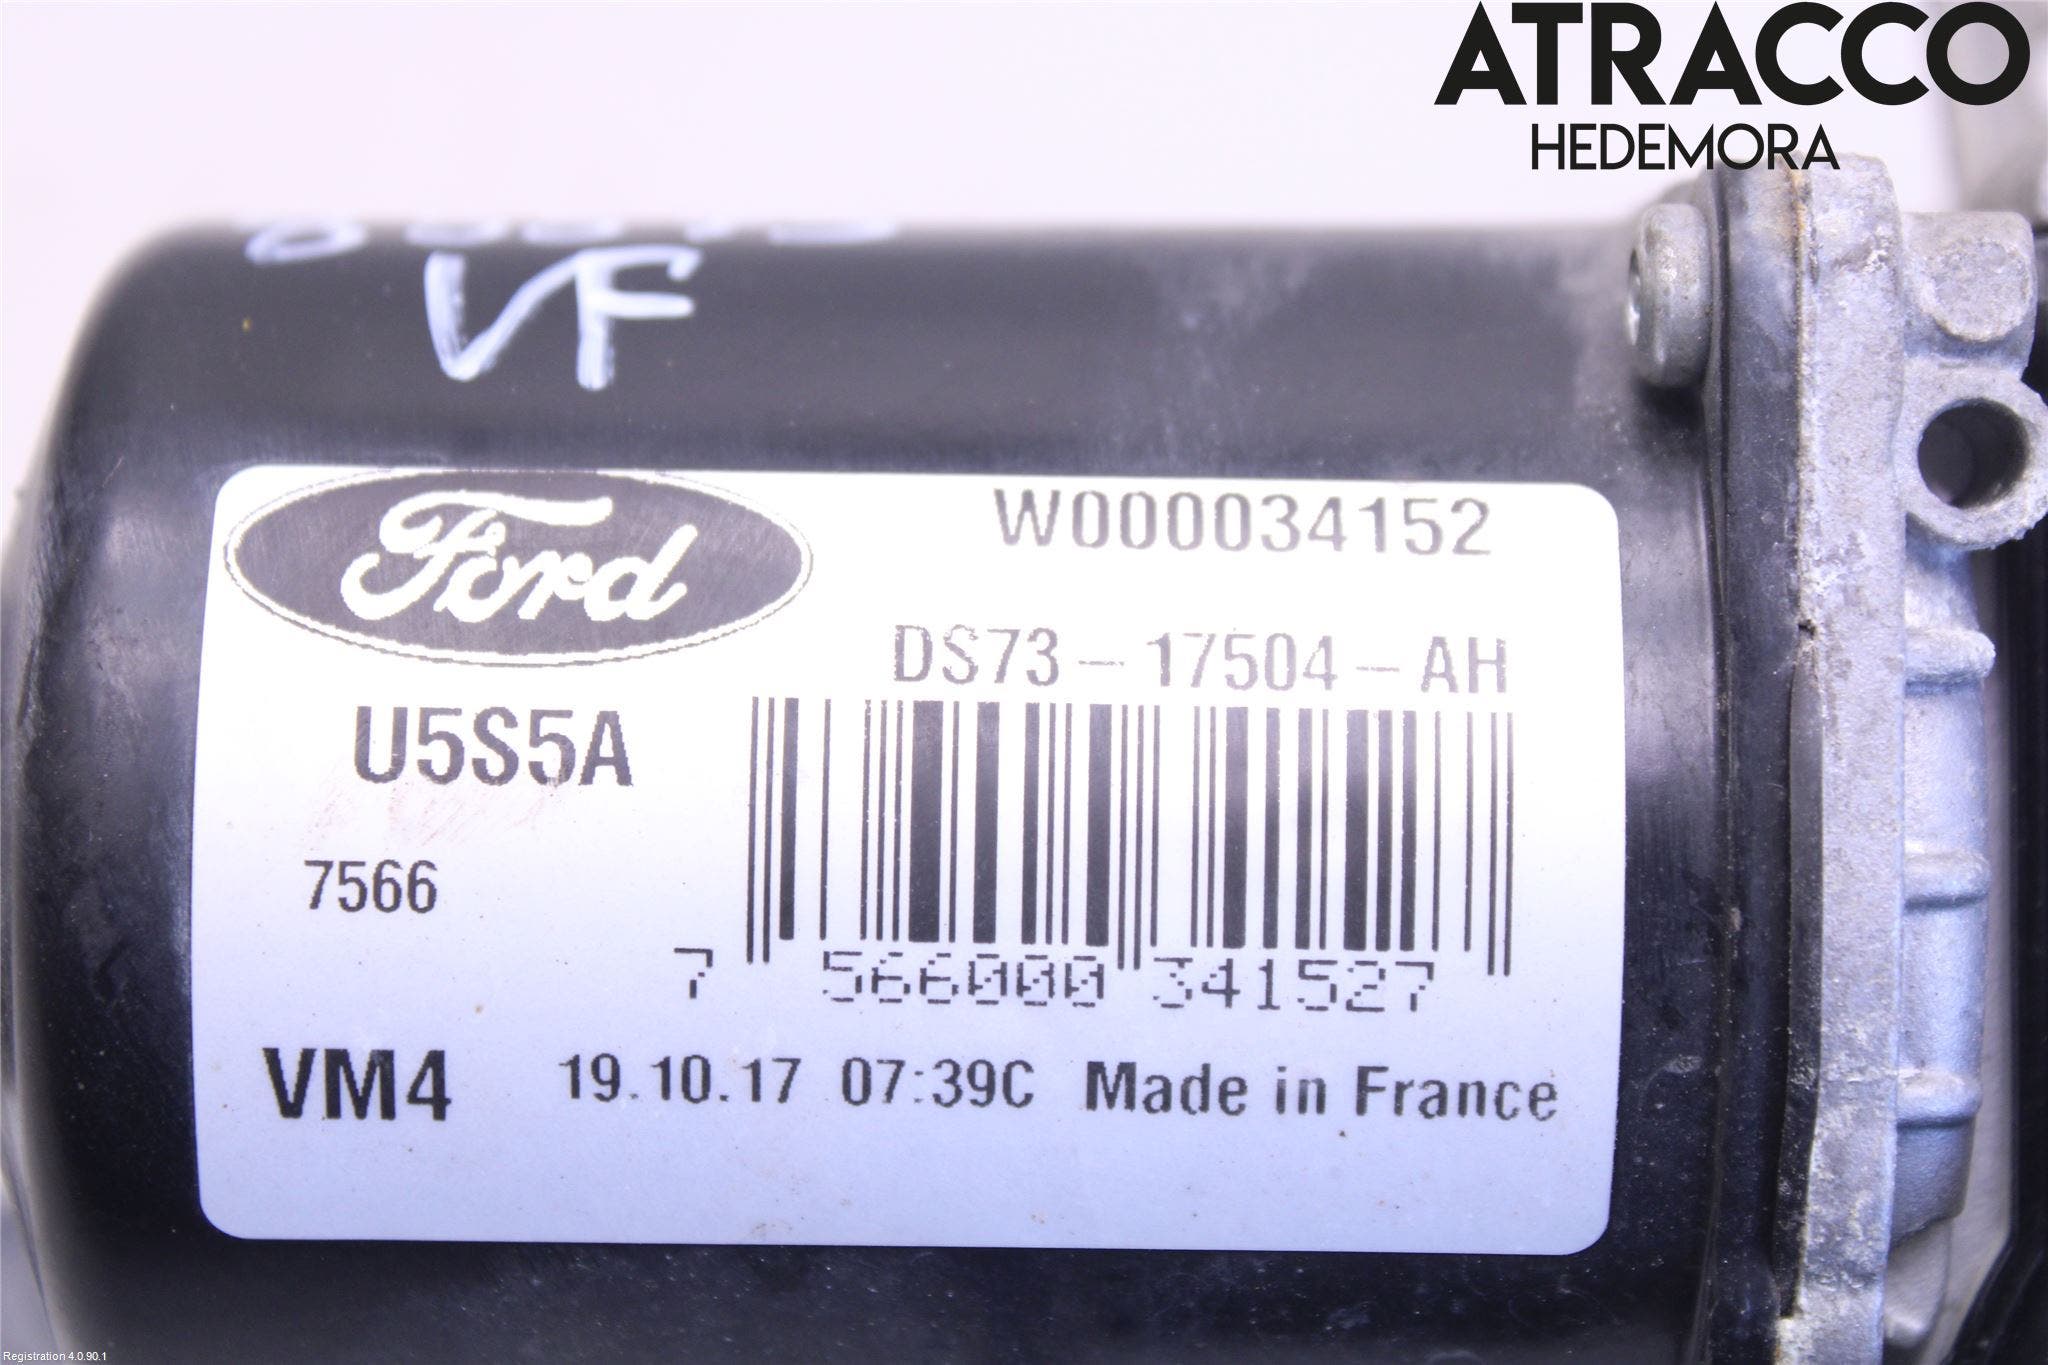 ATRACCO
HEDEMORA
VF
Ford
W000034152
DS73-17504-AH
U5S5A
7566
7 566000 341527
VM4 19.10.17 07:39C Made in France
Registration 4.0.90.1